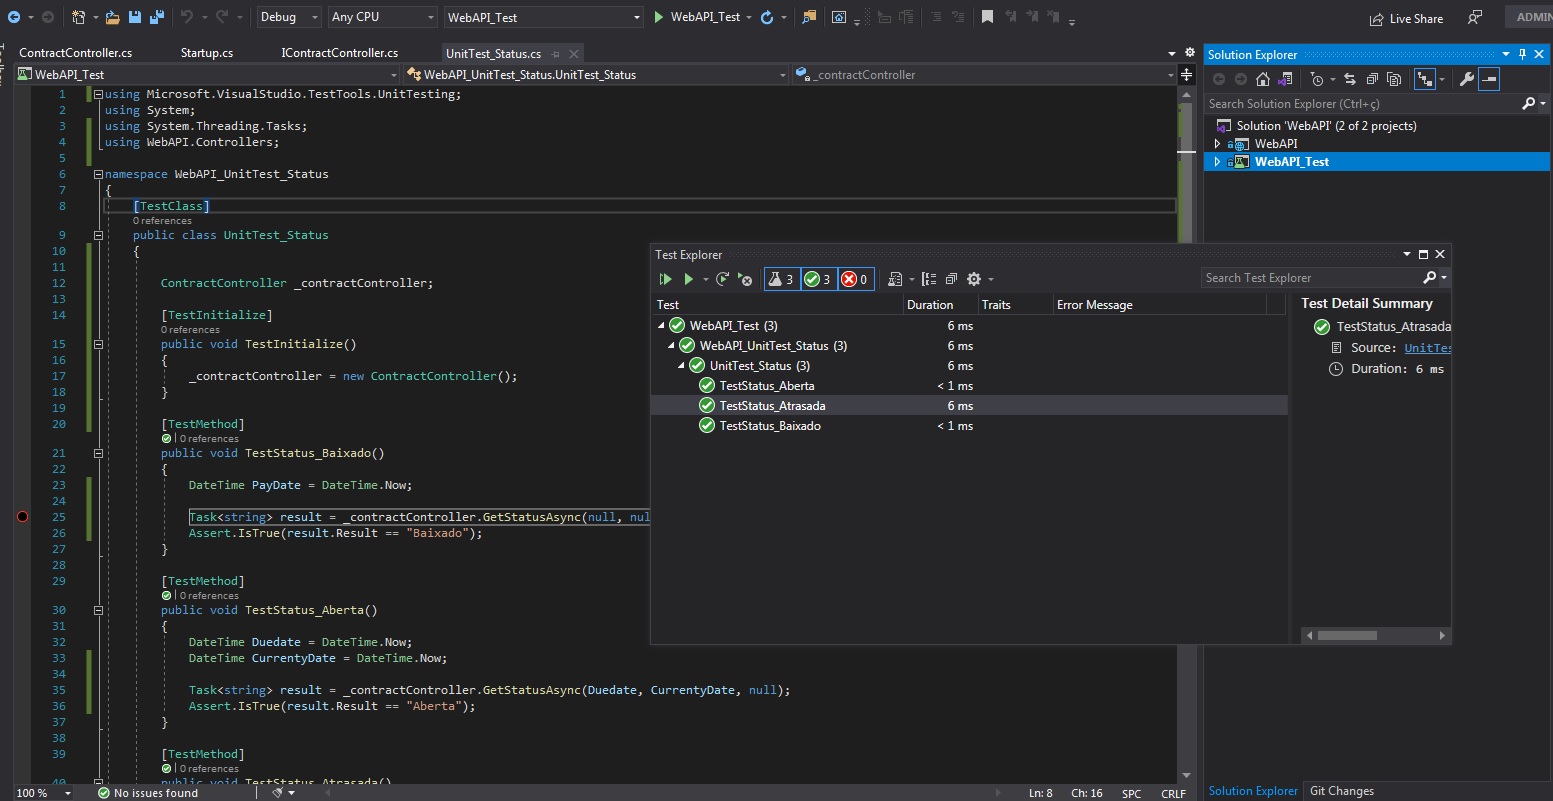 Debug
Any CPU
WebAPI_Test
WebAPI_Test
Live Share
ADMIN
ContractController.cs
Startup.cs
IContractController.cs
UnitTest_Status.cs
WebAPI_Test
WebAPI_UnitTest_Status.UnitTest_Status
_contractController
1 using Microsoft.VisualStudio.TestTools.UnitTesting;
2 using System;
3 using System.Threading.Tasks;
4 using WebAPI.Controllers;
5
6 namespace WebAPI_UnitTest_Status
7 {
8 [TestClass]
0 references
9 public class UnitTest_Status
10 {
11
12 ContractController _contractController;
13
14 [TestInitialize]
0 references
15 public void TestInitialize()
16 {
17 _contractController = new ContractController();
18 }
19
20 [TestMethod]
0 references
21 public void TestStatus_Baixado()
22 {
23 DateTime PayDate = DateTime.Now;
24
25 Task<string> result = _contractController.GetStatusAsync(null, nul
26 Assert.IsTrue(result.Result == "Baixado");
27 }
28
29 [TestMethod]
0 references
30 public void TestStatus_Aberta()
31 {
32 DateTime Duedate = DateTime.Now;
33 DateTime CurrentyDate = DateTime.Now;
34
35 Task<string> result = _contractController.GetStatusAsync(Duedate, CurrentyDate, null);
36 Assert.IsTrue(result.Result == "Aberta");
37 }
38
39 [TestMethod]
0 references
40 public void TestStatus_Atrasada()
100 %
No issues found
Ln: 8
Ch: 16
SPC
CRLF
Test Explorer
3
3
0
Search Test Explorer
Test Duration Traits Error Message
WebAPI_Test (3) 6 ms
WebAPI_UnitTest_Status (3) 6 ms
UnitTest_Status (3) 6 ms
TestStatus_Aberta < 1 ms
TestStatus_Atrasada 6 ms
TestStatus_Baixado < 1 ms
Test Detail Summary
TestStatus_Atrasada
Source: UnitTes
Duration: 6 ms
Solution Explorer
Search Solution Explorer (Ctrl+ç)
Solution 'WebAPI' (2 of 2 projects)
WebAPI
WebAPI_Test
Solution Explorer
Git Changes